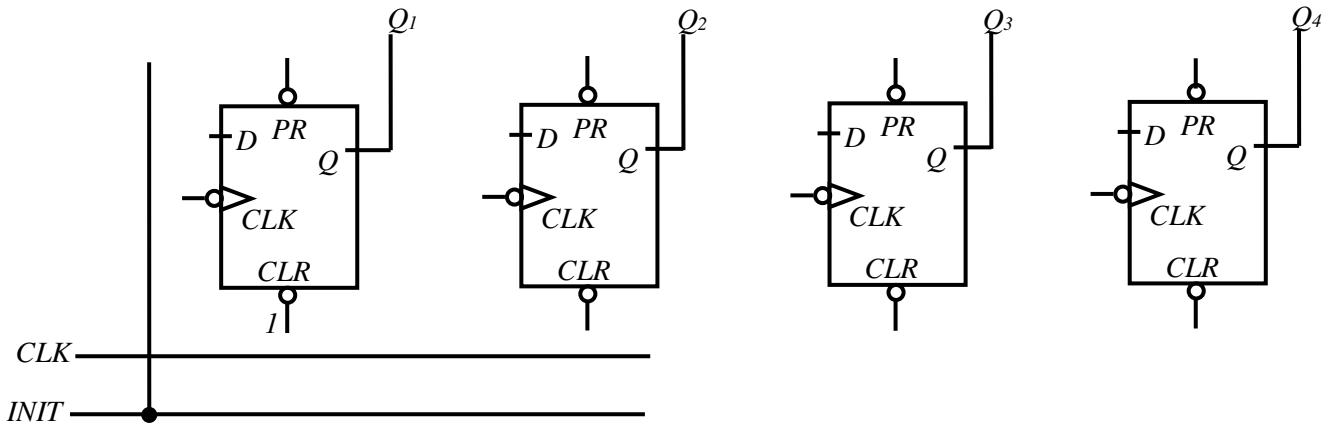 Q1 Q2 Q3 Q4
PR PR PR PR
D D D D
Q Q Q Q
CLK CLK CLK CLK
CLR CLR CLR CLR
1
CLK
INIT